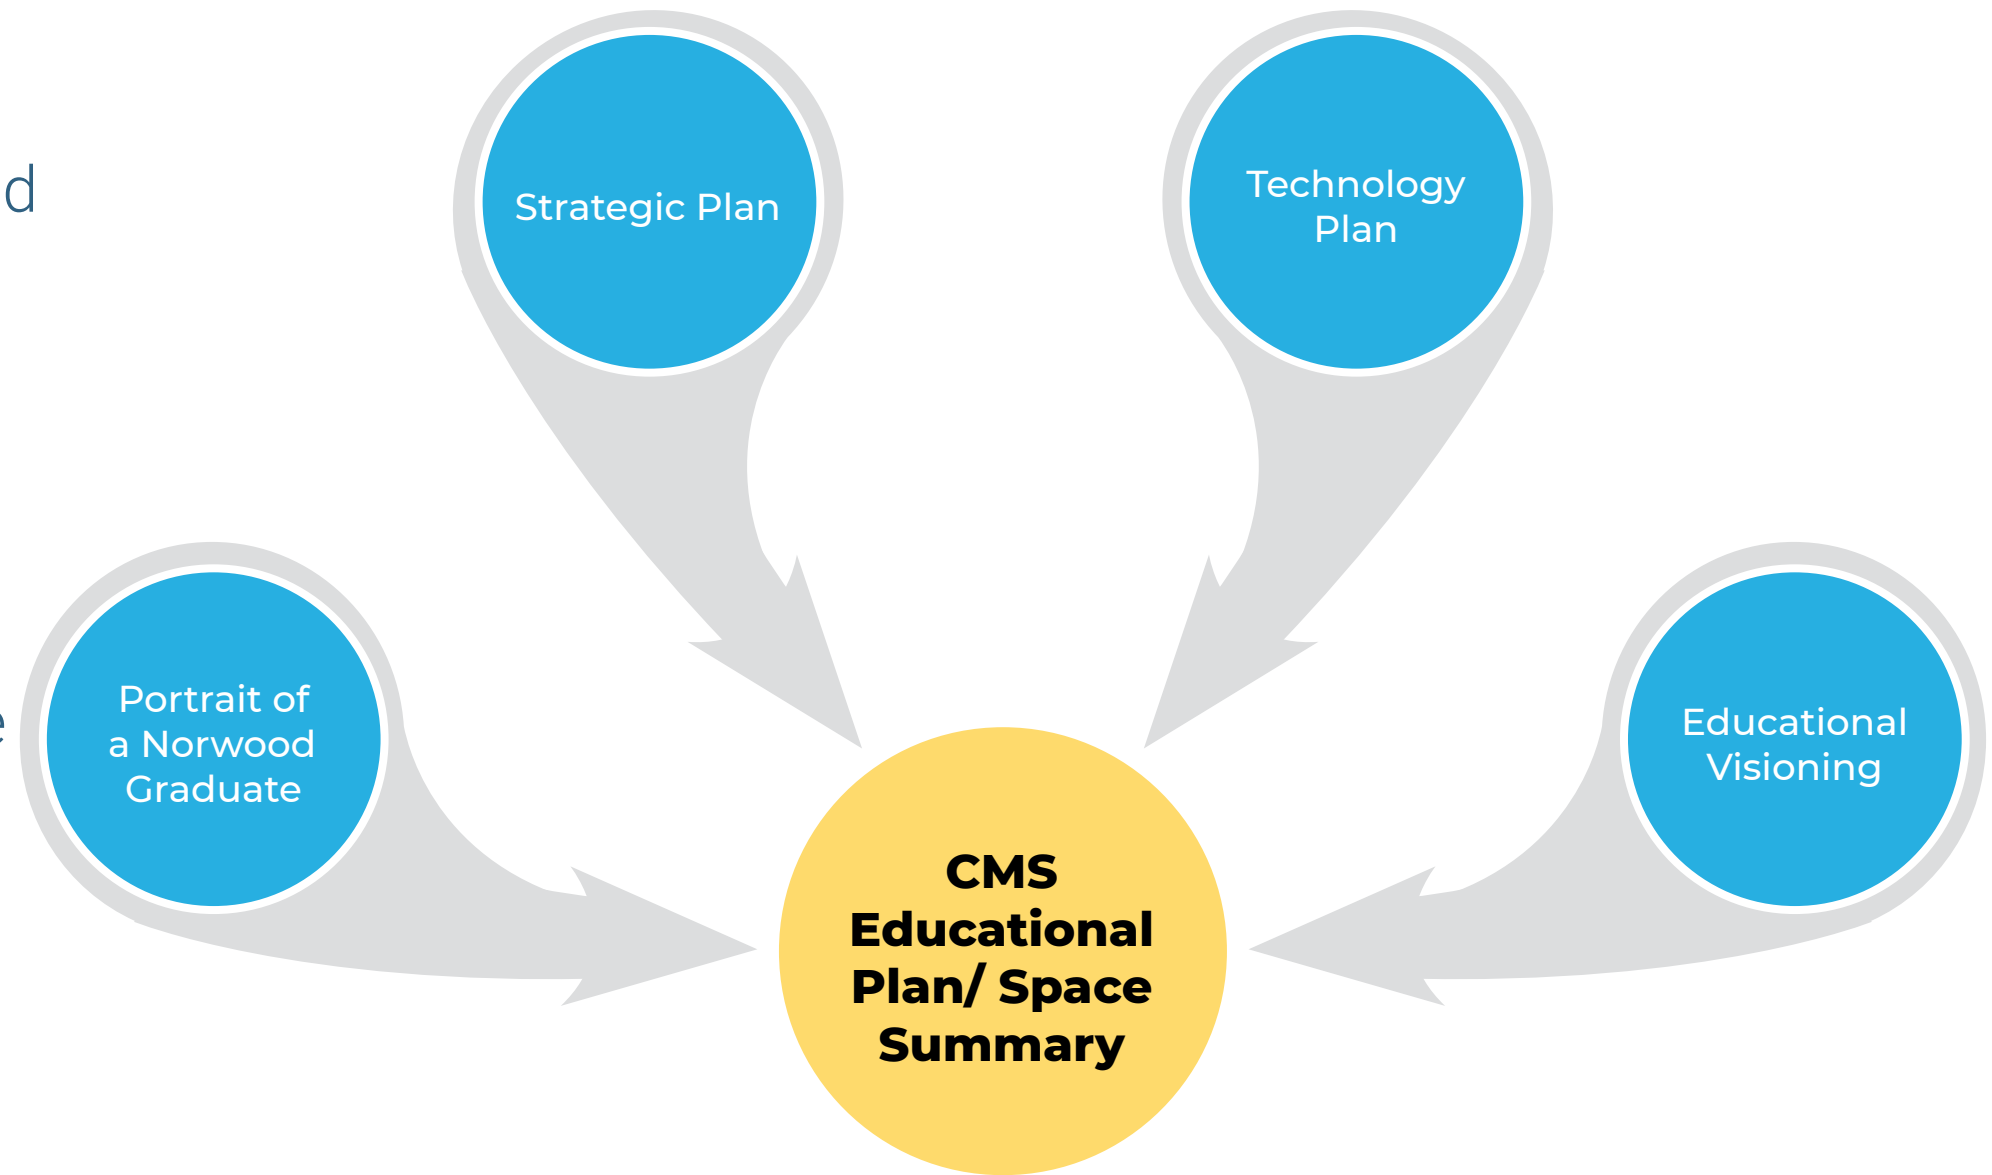 d
Strategic Plan
Technology
Plan
e
Portrait of
a Norwood
Graduate
Educational
Visioning
CMS
Educational
Plan/ Space
Summary